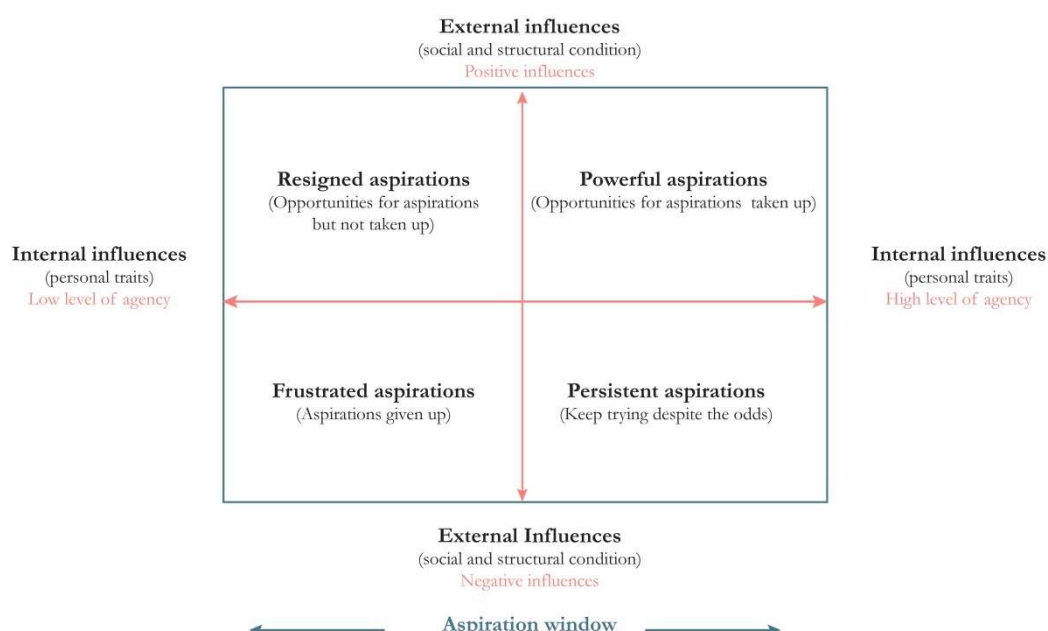 External influences
(social and structural condition)
Positive influences
Resigned aspirations
(Opportunities for aspirations
but not taken up)
Powerful aspirations
(Opportunities for aspirations taken up)
Internal influences
(personal traits)
Low level of agency
Internal influences
(personal traits)
High level of agency
Frustrated aspirations
(Aspirations given up)
Persistent aspirations
(Keep trying despite the odds)
External Influences
(social and structural condition)
Negative influences
Aspiration window